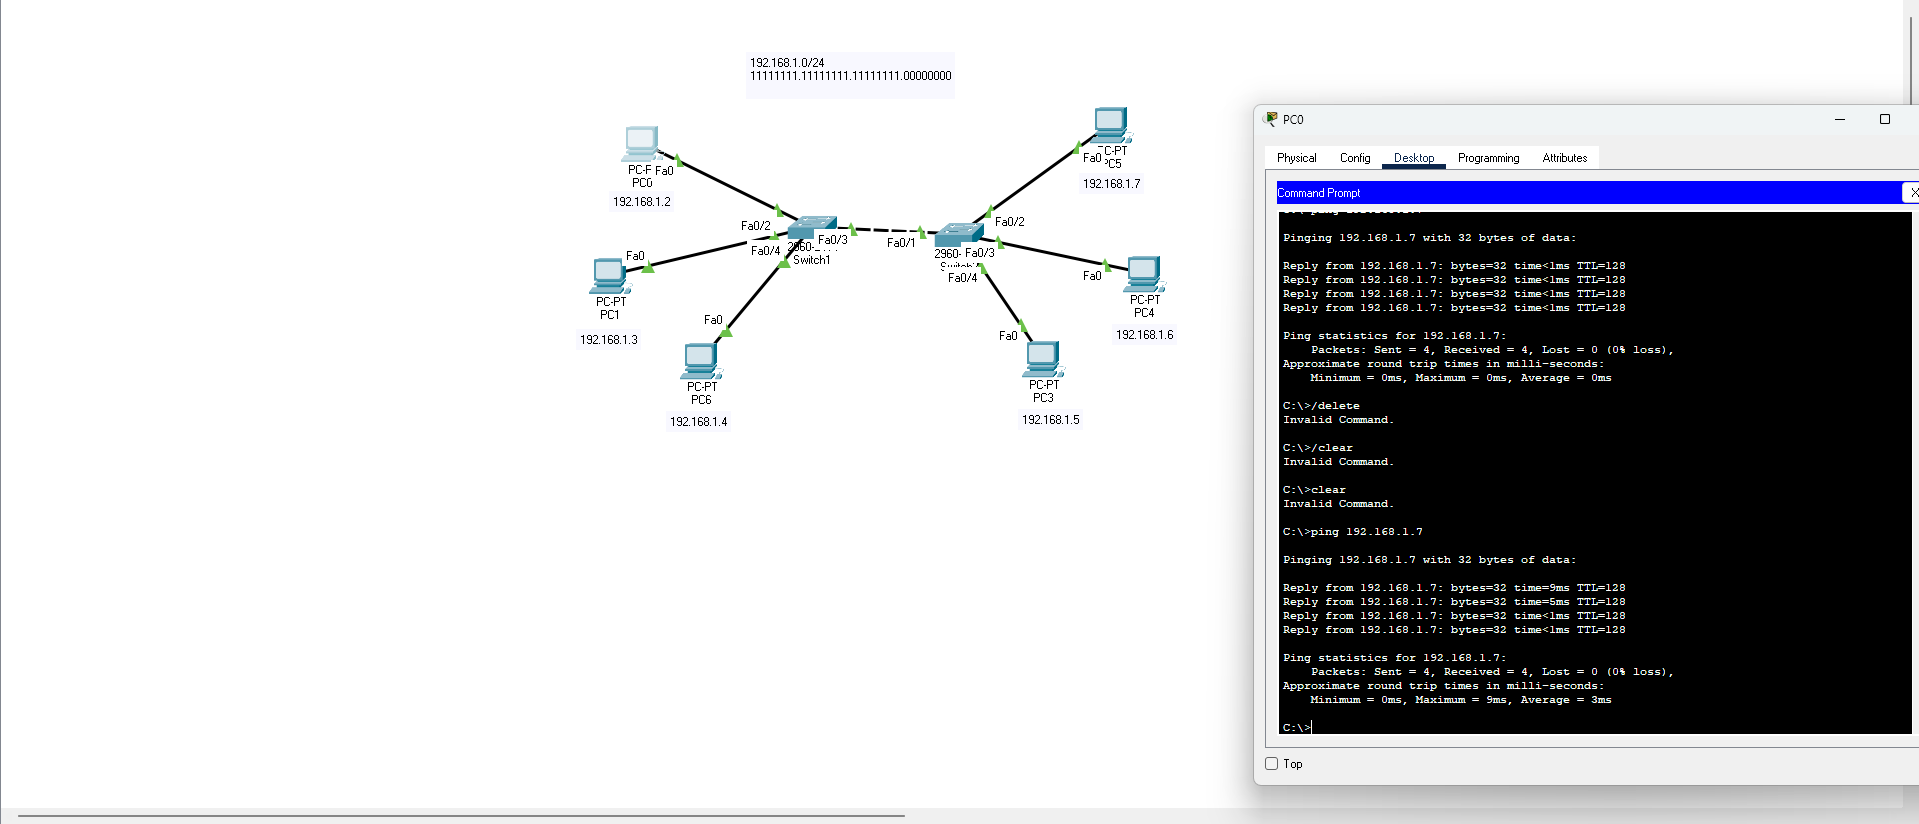 192.168.1.0/24
11111111.11111111.11111111.00000000
Fa0
PC0
192.168.1.2
Fa0
PC-PT
PC1
192.168.1.3
Fa0
PC-PT
PC6
192.168.1.4
Fa0/2
Fa0/4
Fa0/3
Switch1
Fa0/1
Fa0/2
2960-
Fa0/3
Fa0/4
Fa0
PC5
192.168.1.7
Fa0
PC-PT
PC4
192.168.1.6
Fa0
PC-PT
PC3
192.168.1.5
PC0
Physical Config Desktop Programming Attributes
Command Prompt
X
Pinging 192.168.1.7 with 32 bytes of data:
Reply from 192.168.1.7: bytes=32 time<1ms TTL=128
Reply from 192.168.1.7: bytes=32 time<1ms TTL=128
Reply from 192.168.1.7: bytes=32 time<1ms TTL=128
Reply from 192.168.1.7: bytes=32 time<1ms TTL=128
Ping statistics for 192.168.1.7:
Packets: Sent = 4, Received = 4, Lost = 0 (0% loss),
Approximate round trip times in milli-seconds:
Minimum = 0ms, Maximum = 0ms, Average = 0ms
C:\>/delete
Invalid Command.
C:\>/clear
Invalid Command.
C:\>clear
Invalid Command.
C:\>ping 192.168.1.7
Pinging 192.168.1.7 with 32 bytes of data:
Reply from 192.168.1.7: bytes=32 time=9ms TTL=128
Reply from 192.168.1.7: bytes=32 time=5ms TTL=128
Reply from 192.168.1.7: bytes=32 time<1ms TTL=128
Reply from 192.168.1.7: bytes=32 time<1ms TTL=128
Ping statistics for 192.168.1.7:
Packets: Sent = 4, Received = 4, Lost = 0 (0% loss),
Approximate round trip times in milli-seconds:
Minimum = 0ms, Maximum = 9ms, Average = 3ms
C:\>
Top